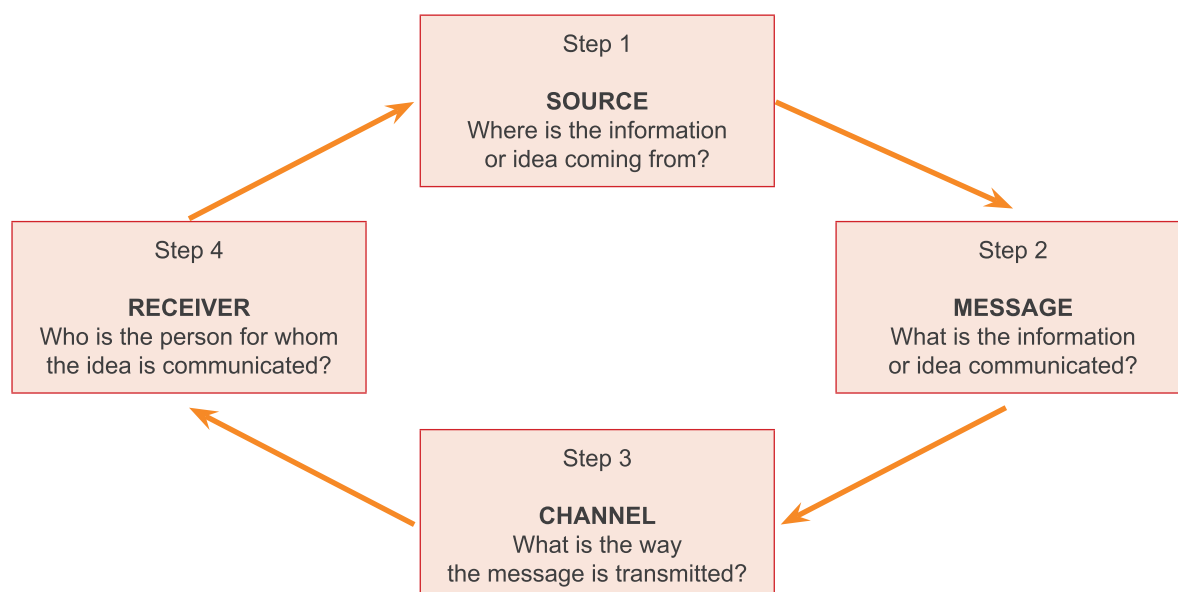 Step 1
SOURCE
Where is the information
or idea coming from?
Step 2
MESSAGE
What is the information
or idea communicated?
Step 3
CHANNEL
What is the way
the message is transmitted?
Step 4
RECEIVER
Who is the person for whom
the idea is communicated?